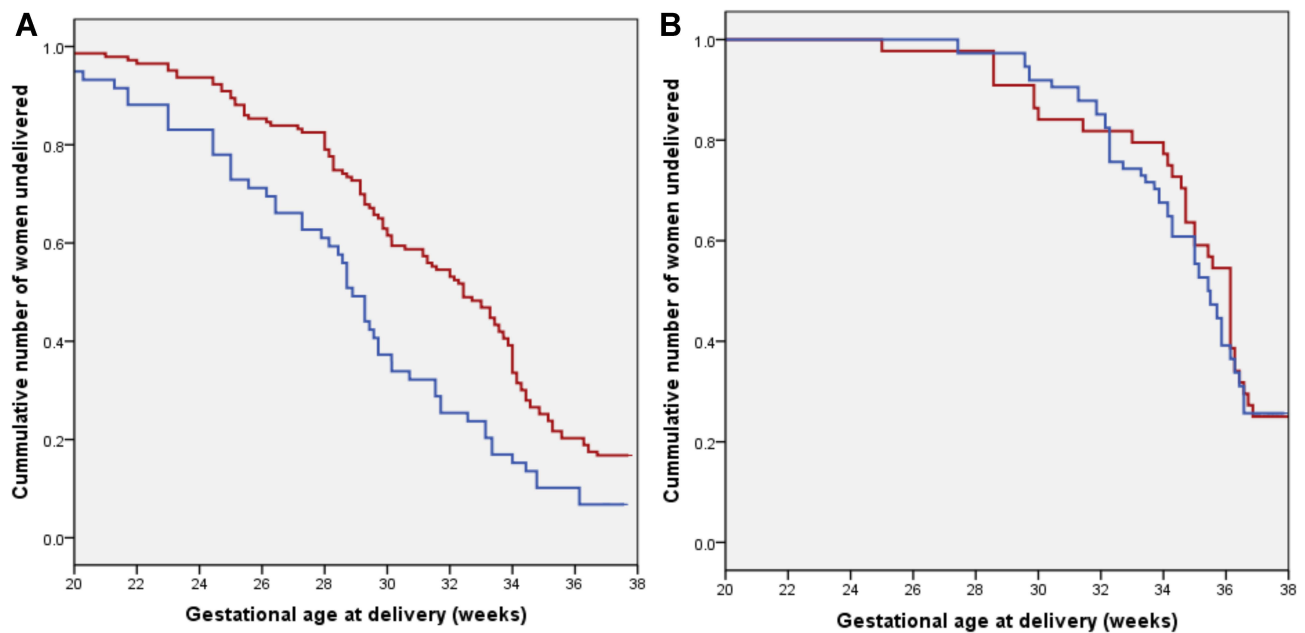 A
Cummulative number of women undelivered
1.0
0.8
0.6
0.4
0.2
0.0
20 22 24 26 28 30 32 34 36 38
Gestational age at delivery (weeks)
B
Cummulative number of women undelivered
1.0
0.8
0.6
0.4
0.2
0.0
20 22 24 26 28 30 32 34 36 38
Gestational age at delivery (weeks)